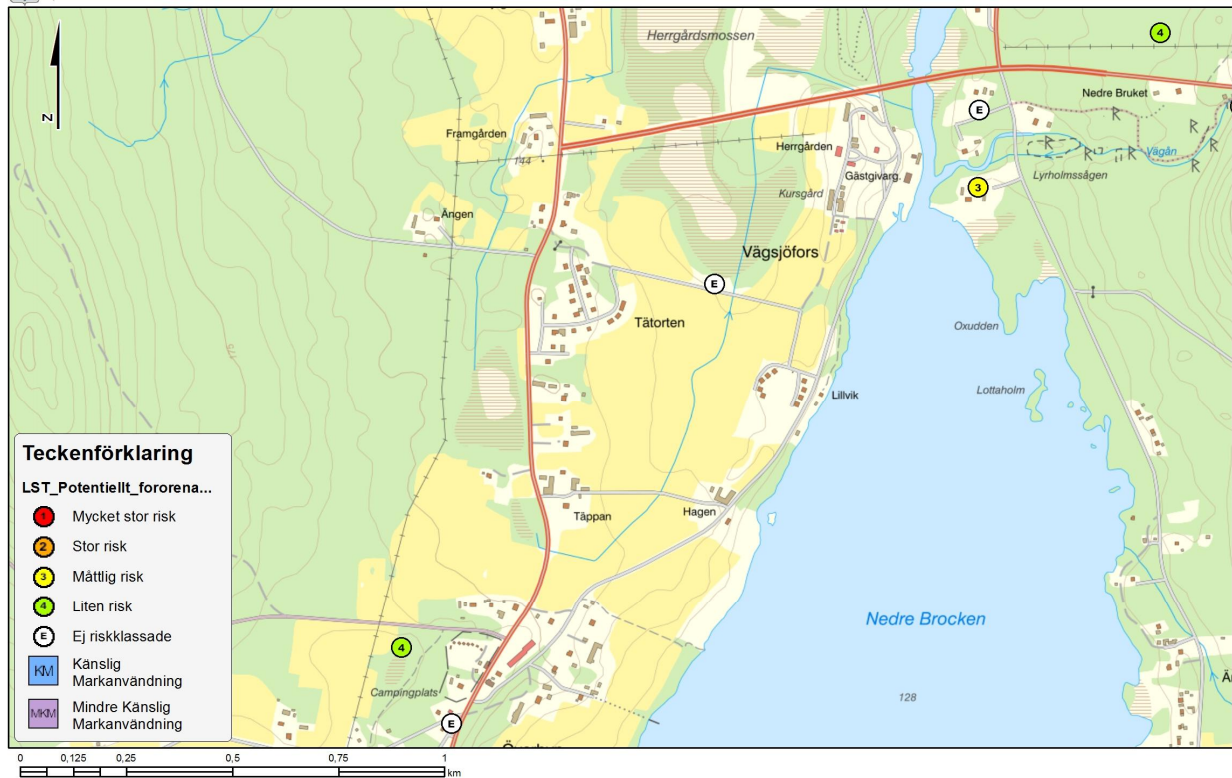 N
Herrgårdsmossen
4
Nedre Bruket
E
Framgården
144
Herrgården
Gästgivarg.
Kursgård
R
R
R
R
R
R
R
Vägån
Lyrholmssågen
3
Ängen
Vägsjöfors
E
Tätorten
Oxudden
Lottaholm
Lillvik
175
Täppan
Hagen
Nedre Brocken
128
4
Campingplats
E
Teckenförklaring
LST_Potentiellt_fororena...
1 Mycket stor risk
2 Stor risk
3 Måttlig risk
4 Liten risk
E Ej riskklassade
KM Känslig
Markanvändning
MKM Mindre Känslig
Markanvändning
0 0,125 0,25 0,5 0,75 1
km